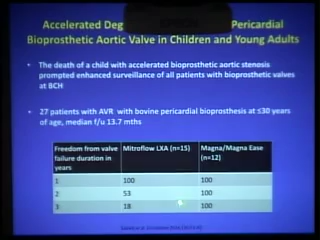 Accelerated Deg Pericardial
Bioprosthetic Aortic Valve in Children and Young Adults
• The death of a child with accelerated bioprosthetic aortic stenosis
prompted enhanced surveillance of all patients with bioprosthetic valves
at BCH
• 27 patients with AVR with bovine pericardial bioprosthesis at ≤30 years
of age, median f/u 13.7 mths
Freedom from valve Mitroflow LXA (n=15) Magna/Magna Ease
failure duration in (n=12)
years
1 100 100
2 53 100
3 18 100